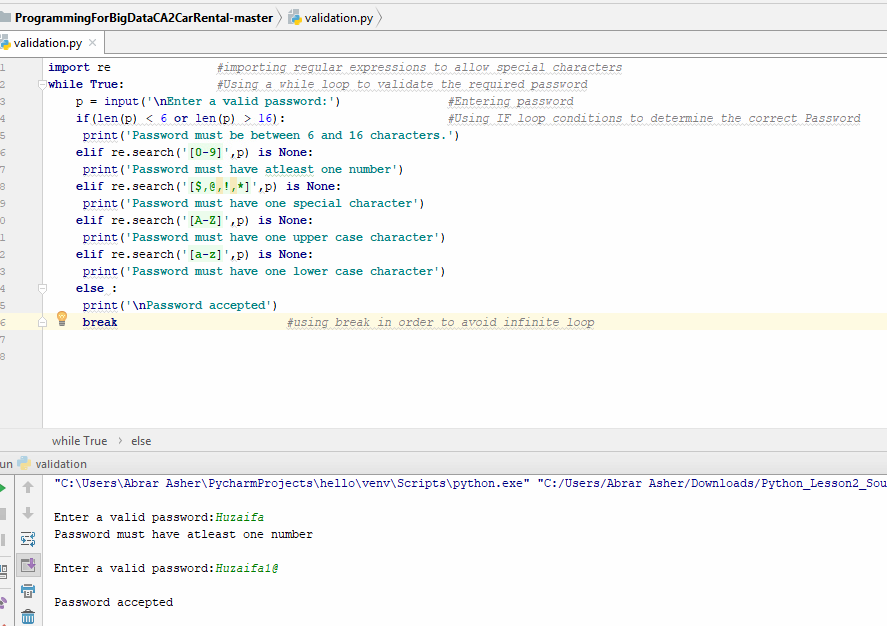 ProgrammingForBigDataCA2CarRental-master validation.py
validation.py
1 import re #importing regular expressions to allow special characters
2 while True: #Using a while loop to validate the required password
3 p = input('\nEnter a valid password:') #Entering password
4 if(len(p) < 6 or len(p) > 16): #Using IF loop conditions to determine the correct Password
5 print('Password must be between 6 and 16 characters.')
6 elif re.search('[0-9]',p) is None:
7 print('Password must have atleast one number')
8 elif re.search('[$,@,!,*]',p) is None:
9 print('Password must have one special character')
0 elif re.search('[A-Z]',p) is None:
1 print('Password must have one upper case character')
2 elif re.search('[a-z]',p) is None:
3 print('Password must have one lower case character')
4 else :
5 print('\nPassword accepted')
6 break #using break in order to avoid infinite loop
7
8
while True › else
un validation
"C:\Users\Abrar Asher\PycharmProjects\hello\venv\Scripts\python.exe" "C:/Users/Abrar Asher/Downloads/Python_Lesson2_Sou
Enter a valid password:Huzaifa
Password must have atleast one number
Enter a valid password:Huzaifa1@
Password accepted